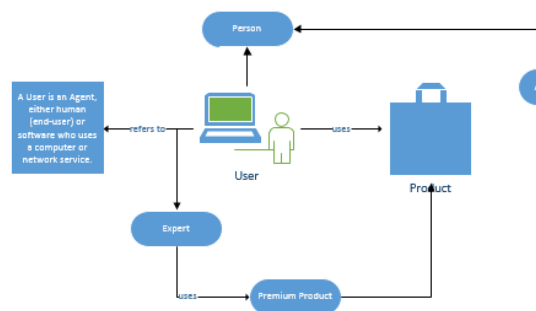 Person
A User is an Agent,
either human
(end-user) or
software who uses
a computer or
network service.
refers to
uses
User
Product
Expert
uses
Premium Product